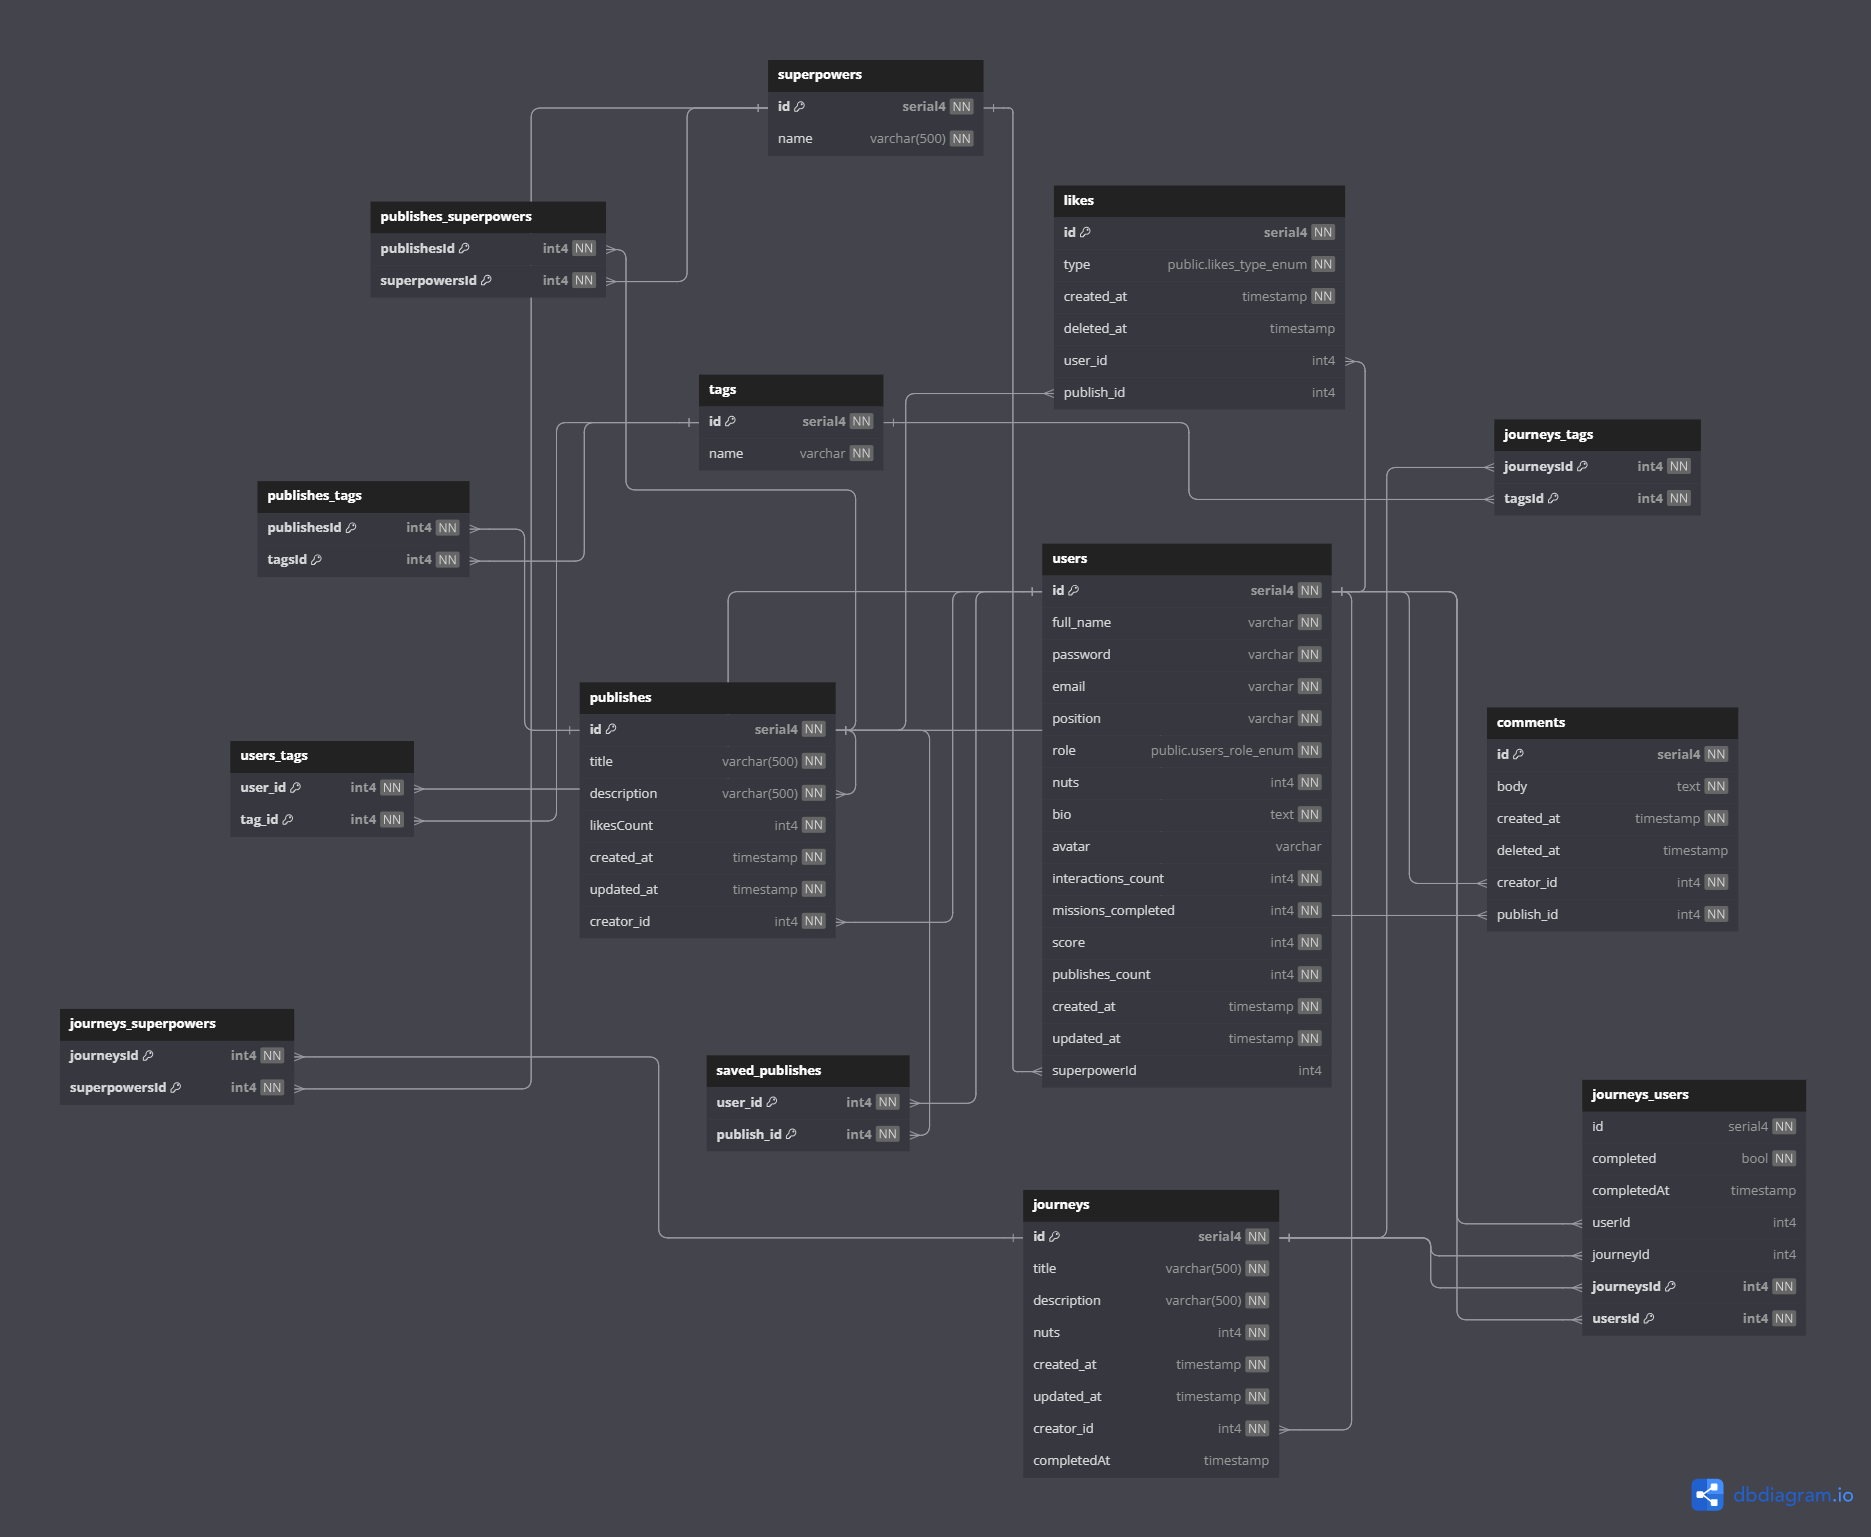 superpowers
id serial4 NN
name varchar(500) NN
publishes_superpowers
publishesId int4 NN
superpowersId int4 NN
likes
id serial4 NN
type public.likes_type_enum NN
created_at timestamp NN
deleted_at timestamp
user_id int4
publish_id int4
tags
id serial4 NN
name varchar NN
journeys_tags
journeysId int4 NN
tagsId int4 NN
publishes_tags
publishesId int4 NN
tagsId int4 NN
users
id serial4 NN
full_name varchar NN
password varchar NN
email varchar NN
position varchar NN
role public.users_role_enum NN
nuts int4 NN
bio text NN
avatar varchar
interactions_count int4 NN
missions_completed int4 NN
score int4 NN
publishes_count int4 NN
created_at timestamp NN
updated_at timestamp NN
superpowerId int4
publishes
id serial4 NN
title varchar(500) NN
description varchar(500) NN
likesCount int4 NN
created_at timestamp NN
updated_at timestamp NN
creator_id int4 NN
comments
id serial4 NN
body text NN
created_at timestamp NN
deleted_at timestamp
creator_id int4 NN
publish_id int4 NN
users_tags
user_id int4 NN
tag_id int4 NN
journeys_superpowers
journeysId int4 NN
superpowersId int4 NN
saved_publishes
user_id int4 NN
publish_id int4 NN
journeys_users
id serial4 NN
completed bool NN
completedAt timestamp
userId int4
journeyId int4
journeysId int4 NN
usersId int4 NN
journeys
id serial4 NN
title varchar(500) NN
description varchar(500) NN
nuts int4 NN
created_at timestamp NN
updated_at timestamp NN
creator_id int4 NN
completedAt timestamp
dbdiagram.io